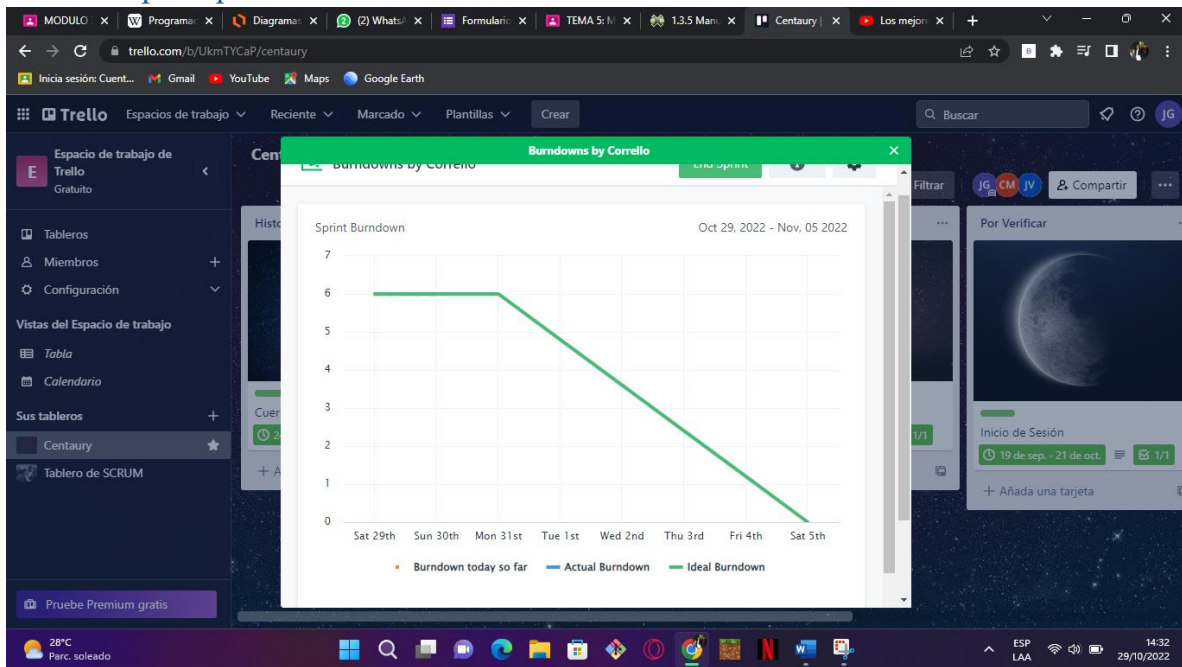 MODULO
Programac
Diagramas
(2) WhatsA
Formulario
TEMA 5: M
1.3.5 Manu
Centaury |
Los mejore
trello.com/b/UkmTYCaP/centaury
Inicia sesión: Cuent...
Gmail
YouTube
Maps
Google Earth
Trello
Espacios de trabajo
Reciente
Marcado
Plantillas
Crear
Buscar
JG
E
Espacio de trabajo de
Trello
Gratuito
Cen
Burndowns by Corrello
Burndowns by Corrello
End Sprint
Filtrar
JG CM JV
Compartir
Tableros
Miembros
Configuración
Vistas del Espacio de trabajo
Tabla
Calendario
Sus tableros
Centaury
Tablero de SCRUM
Pruebe Premium gratis
Histo
Cuer
+ A
Sprint Burndown
Oct 29, 2022 - Nov, 05 2022
7
6
5
4
3
2
1
0
Sat 29th Sun 30th Mon 31st Tue 1st Wed 2nd Thu 3rd Fri 4th Sat 5th
Burndown today so far Actual Burndown Ideal Burndown
1/1
Por Verificar
Inicio de Sesión
19 de sep. - 21 de oct.
1/1
+ Añada una tarjeta
28°C
Parc. soleado
ESP
LAA
14:32
29/10/2022